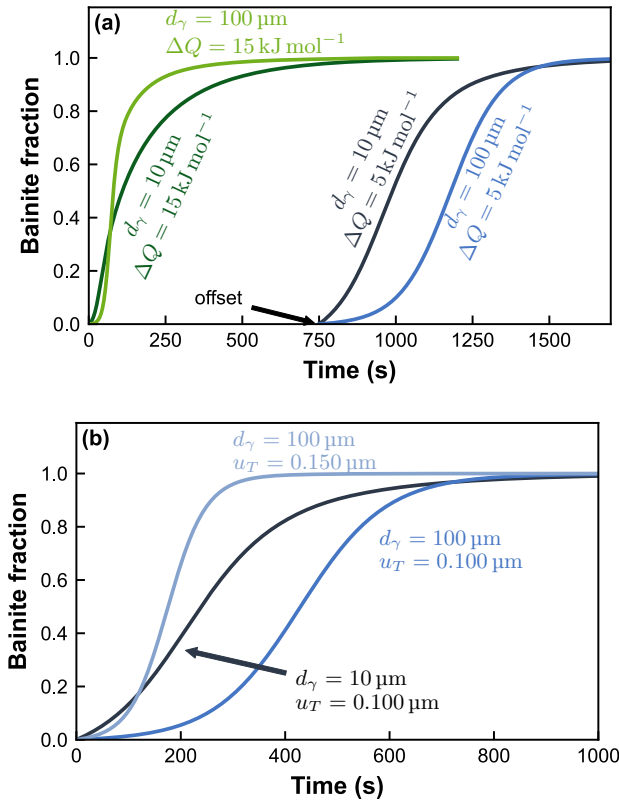 (a)
d_γ = 100 μm
ΔQ = 15 kJ mol⁻¹
1.0
0.8
0.6
0.4
0.2
0.0
Bainite fraction
d_γ = 10 μm
ΔQ = 15 kJ mol⁻¹
d_γ = 10 μm
ΔQ = 5 kJ mol⁻¹
d_γ = 100 μm
ΔQ = 5 kJ mol⁻¹
offset
0 250 500 750 1000 1250 1500
Time (s)
(b)
d_γ = 100 μm
u_T = 0.150 μm
1.0
0.8
0.6
0.4
0.2
0.0
Bainite fraction
d_γ = 100 μm
u_T = 0.100 μm
d_γ = 10 μm
u_T = 0.100 μm
0 200 400 600 800 1000
Time (s)